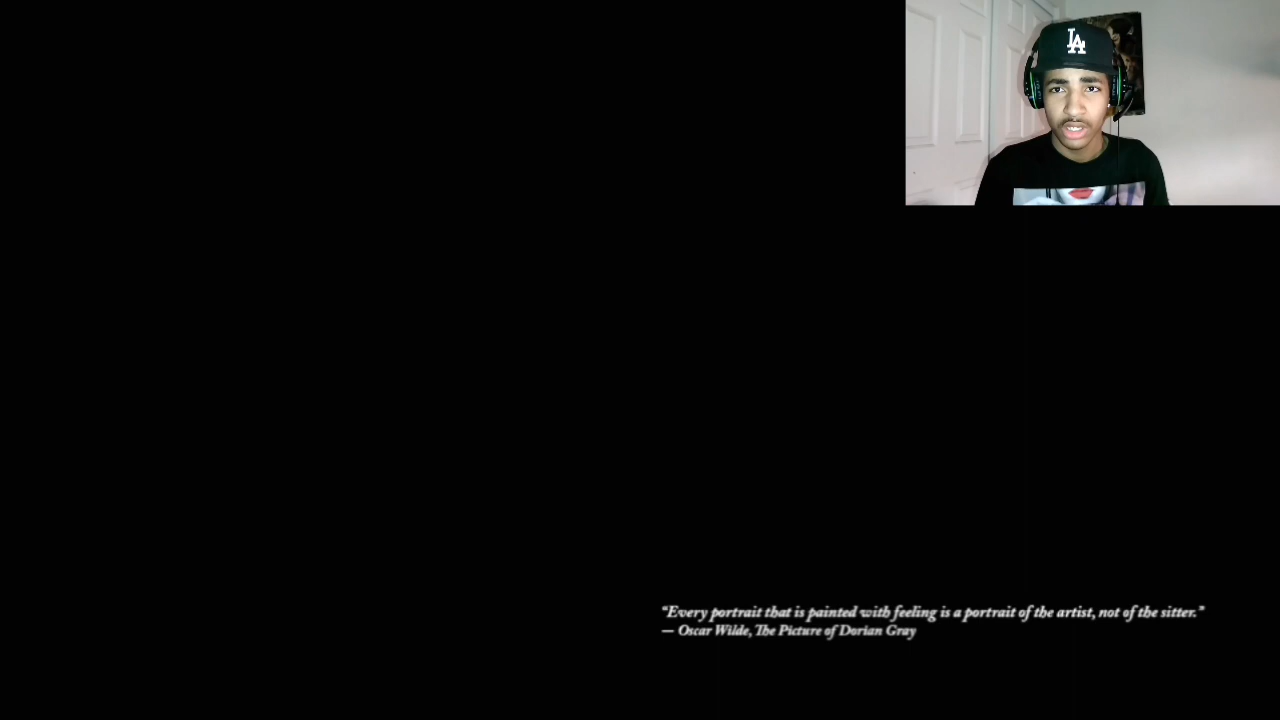 LA
“Every portrait that is painted with feeling is a portrait of the artist, not of the sitter.”
— Oscar Wilde, The Picture of Dorian Gray